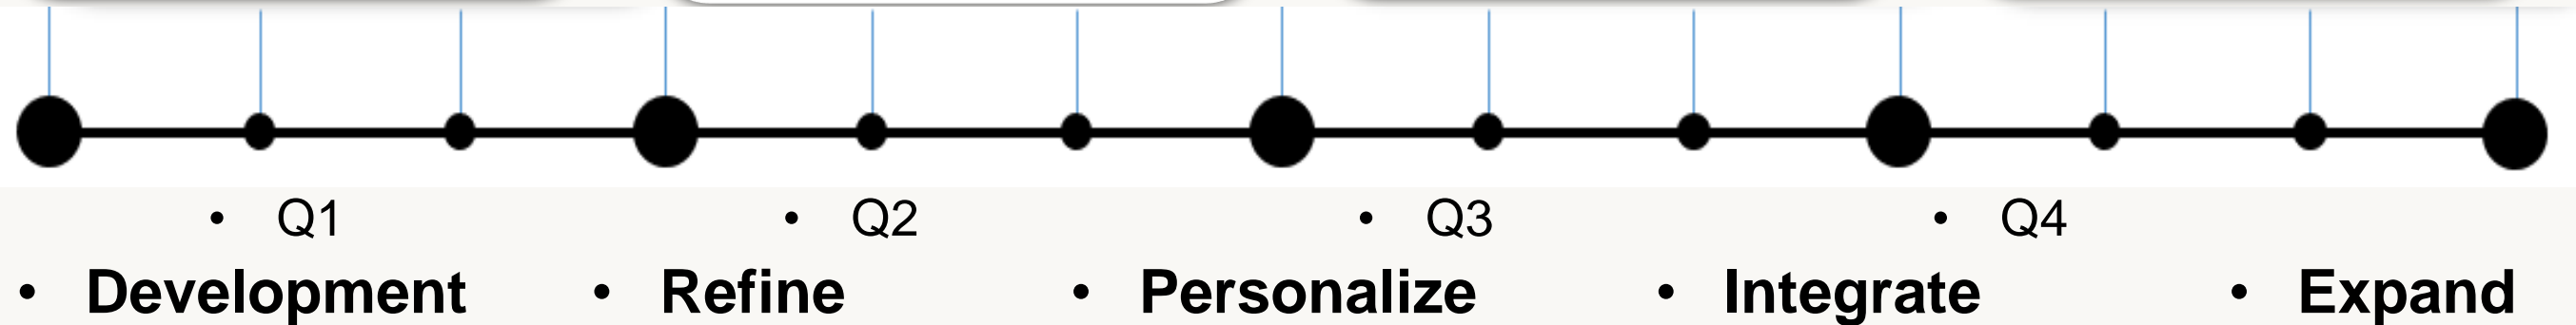 • Q1 • Q2 • Q3 • Q4
• Development • Refine • Personalize • Integrate • Expand